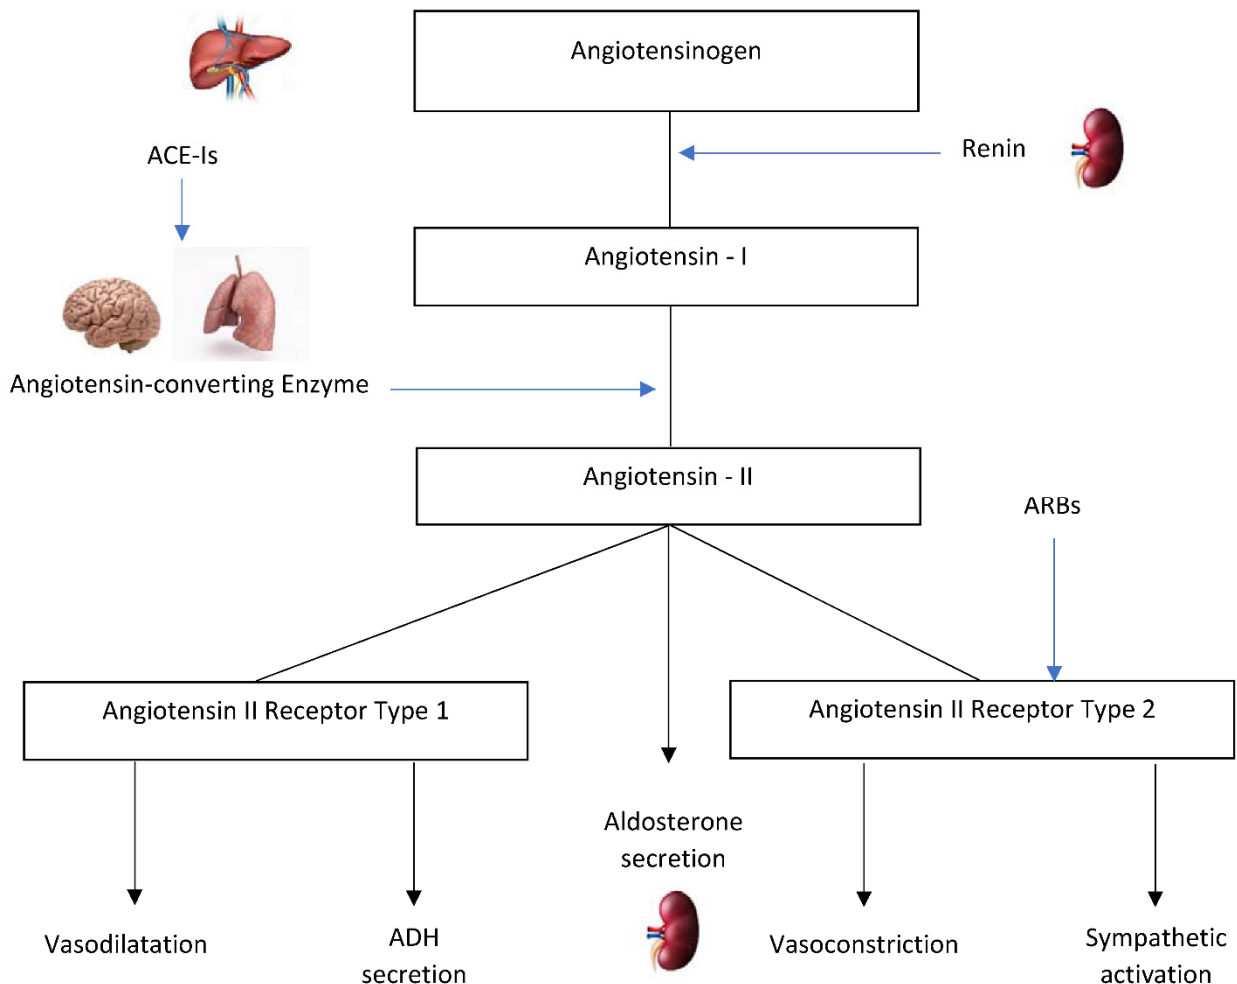 Angiotensinogen
ACE-Is
Renin
Angiotensin - I
Angiotensin-converting Enzyme
Angiotensin - II
ARBs
Angiotensin II Receptor Type 1
Angiotensin II Receptor Type 2
Aldosterone
secretion
Vasodilatation
ADH
secretion
Vasoconstriction
Sympathetic
activation